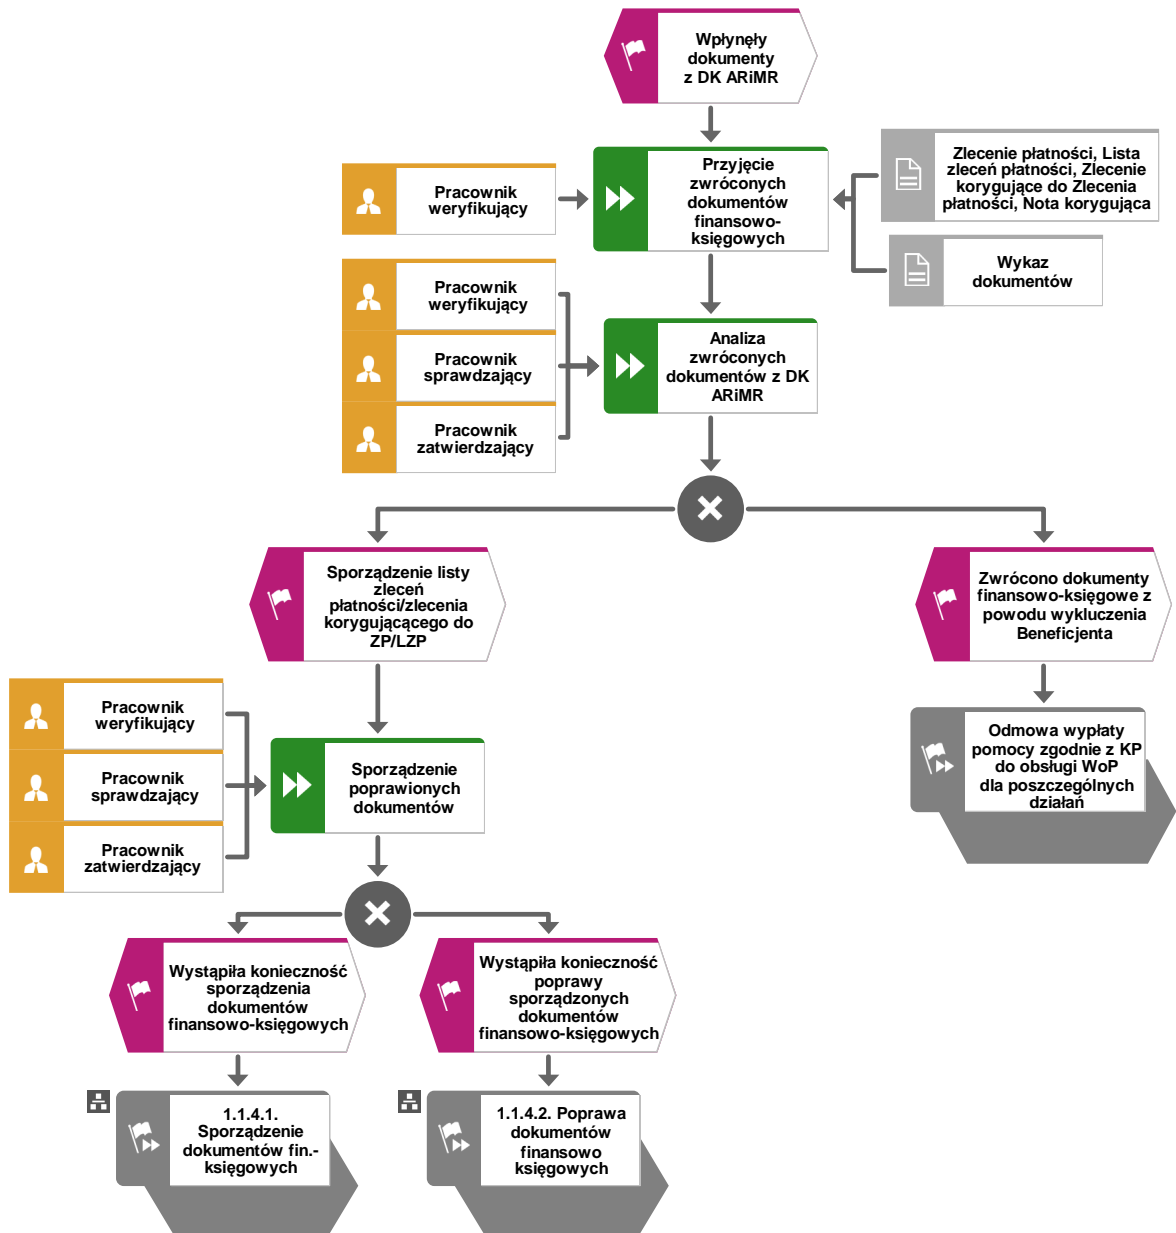 Wpłynęły
dokumenty
z DK ARiMR
Pracownik
weryfikujący
Przyjęcie
zwróconych
dokumentów
finansowo-
księgowych
Zlecenie płatności, Lista
zleceń płatności, Zlecenie
korygujące do Zlecenia
płatności, Nota korygująca
Wykaz
dokumentów
Pracownik
weryfikujący
Pracownik
sprawdzający
Pracownik
zatwierdzający
Analiza
zwróconych
dokumentów z DK
ARiMR
Sporządzenie listy
zleceń
płatności/zlecenia
korygującącego do
ZP/LZP
Zwrócono dokumenty
finansowo-księgowe z
powodu wykluczenia
Beneficjenta
Pracownik
weryfikujący
Pracownik
sprawdzający
Pracownik
zatwierdzający
Sporządzenie
poprawionych
dokumentów
Odmowa wypłaty
pomocy zgodnie z KP
do obsługi WoP
dla poszczególnych
działań
Wystąpiła konieczność
sporządzenia
dokumentów
finansowo-księgowych
Wystąpiła konieczność
poprawy
sporządzonych
dokumentów
finansowo-księgowych
1.1.4.1.
Sporządzenie
dokumentów fin.-
księgowych
1.1.4.2. Poprawa
dokumentów
finansowo
księgowych